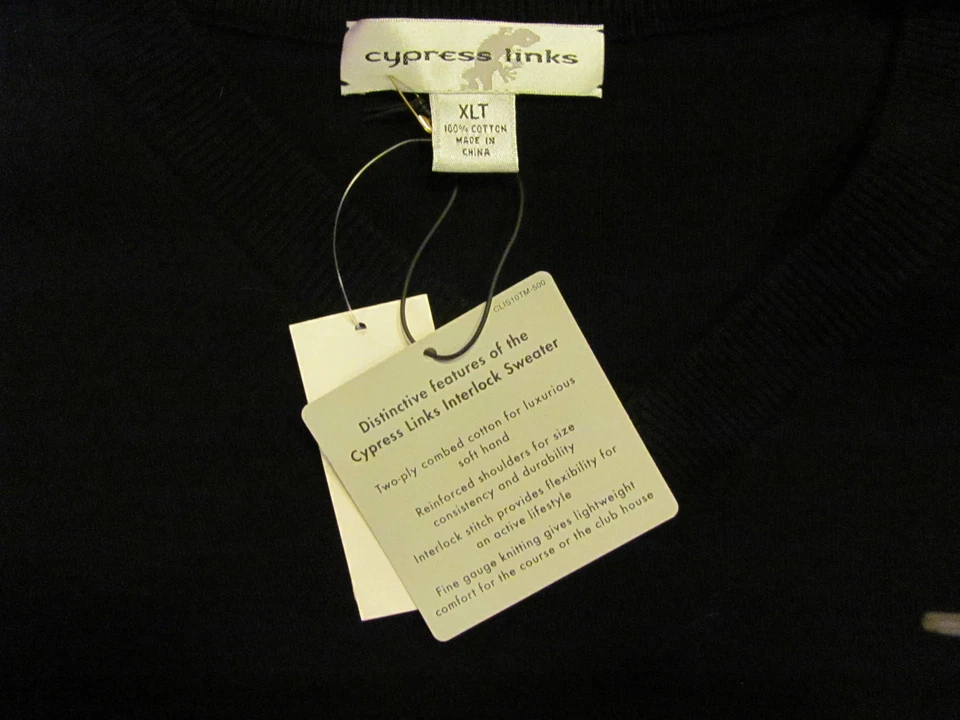 cypress links
XLT
100% COTTON
MADE IN
CHINA
CLIS10TM-500
Distinctive features of the
Cypress Links Interlock Sweater
Two-ply combed cotton for luxurious
soft hand
Reinforced shoulders for size
consistency and durability
Interlock stitch provides flexibility for
an active lifestyle
Fine gauge knitting gives lightweight
comfort for the course or the club house